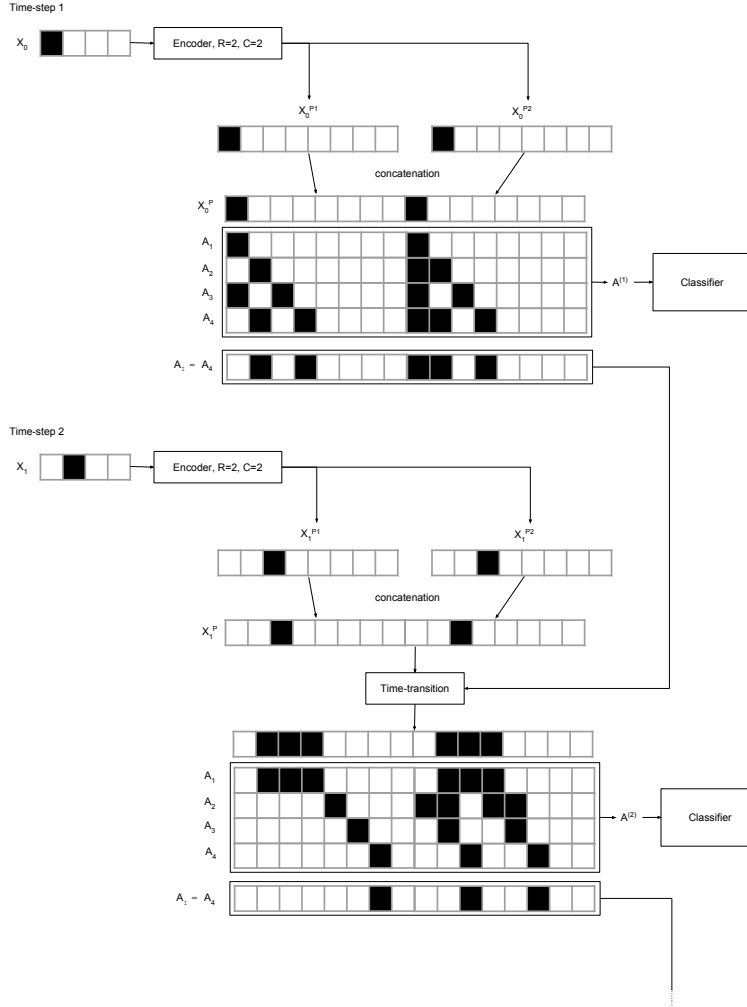 Time-step 1
X₀
Encoder, R=2, C=2
X₀ᴾ¹
X₀ᴾ²
concatenation
X₀ᴾ
A₁
A₂
A₃
A₄
A⁽¹⁾
Classifier
A_I = A₄
Time-step 2
X₁
Encoder, R=2, C=2
X₁ᴾ¹
X₁ᴾ²
concatenation
X₁ᴾ
Time-transition
A₁
A₂
A₃
A₄
A⁽²⁾
Classifier
A_I = A₄